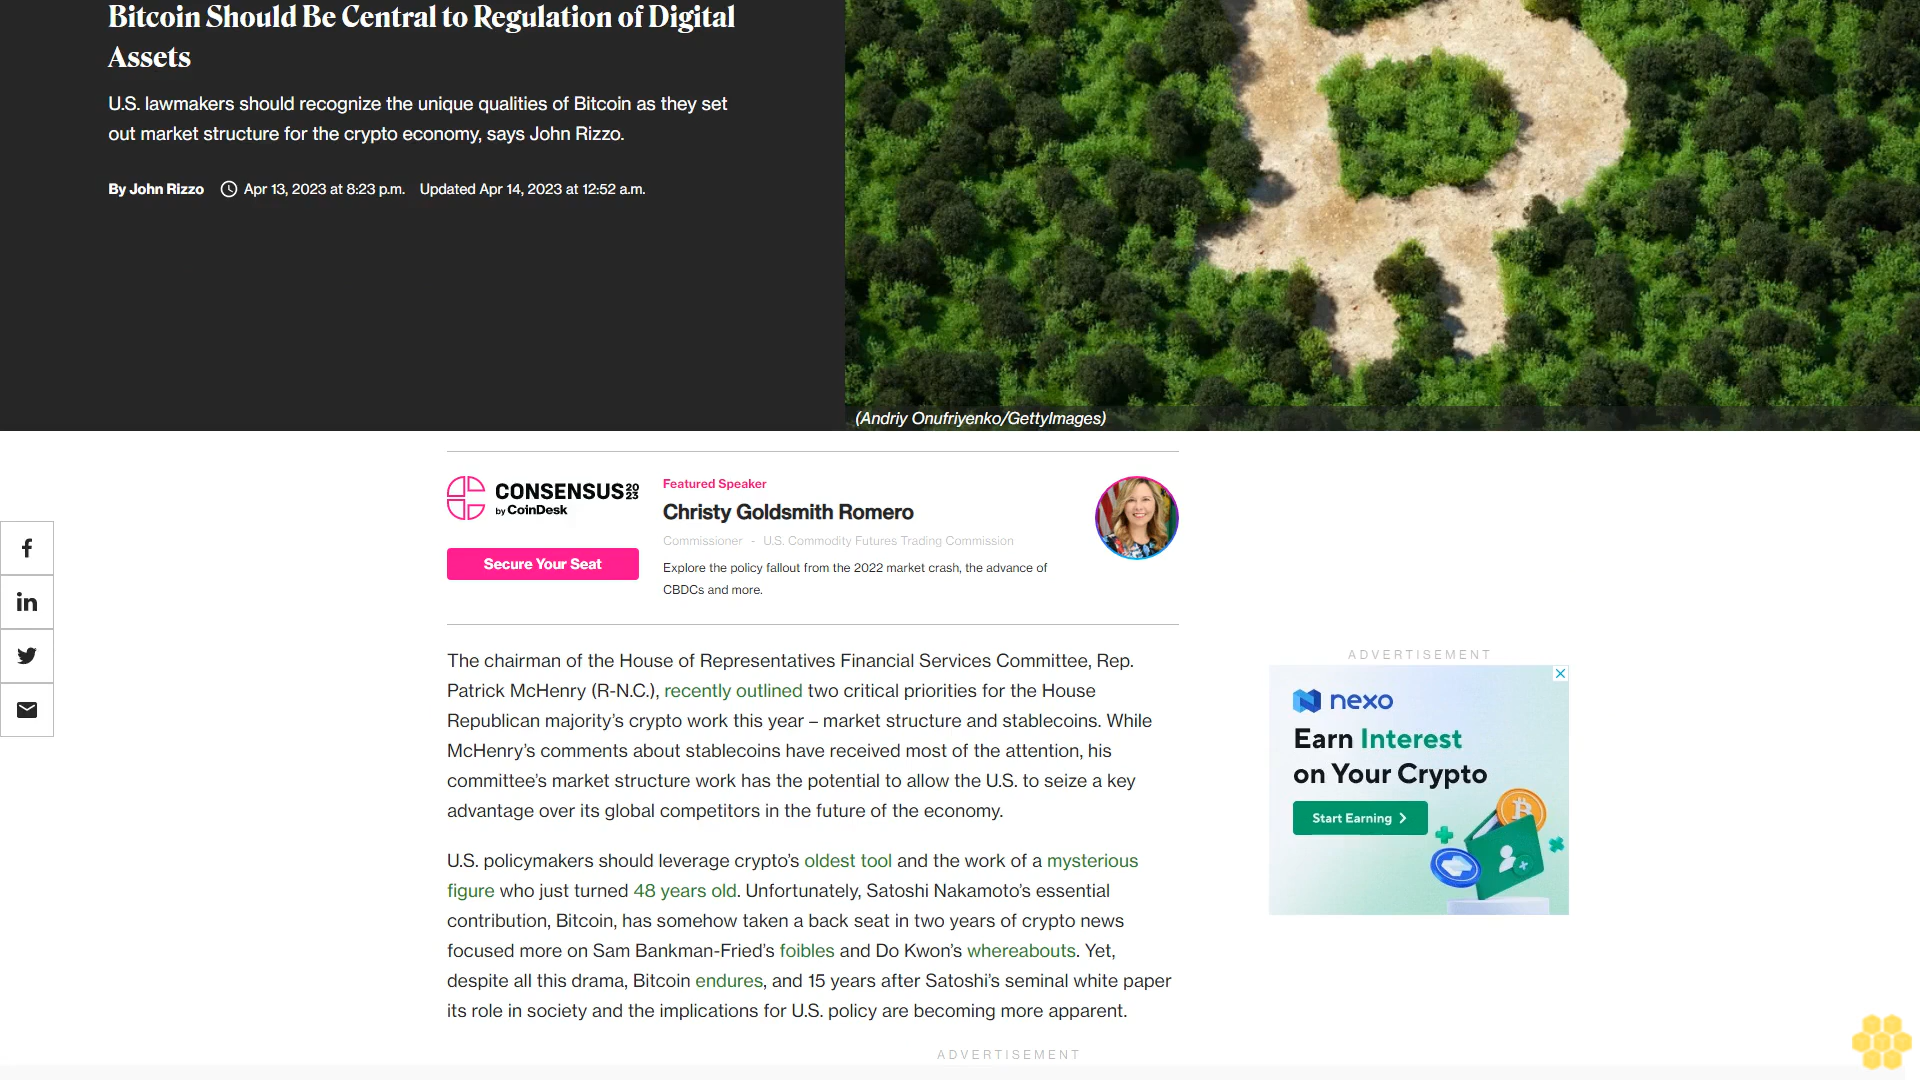 Bitcoin Should Be Central to Regulation of Digital
Assets
U.S. lawmakers should recognize the unique qualities of Bitcoin as they set
out market structure for the crypto economy, says John Rizzo.
By John Rizzo Apr 13, 2023 at 8:23 p.m. Updated Apr 14, 2023 at 12:52 a.m.
(Andriy Onufriyenko/GettyImages)
CONSENSUS 2023
by CoinDesk
Secure Your Seat
Featured Speaker
Christy Goldsmith Romero
Commissioner - U.S. Commodity Futures Trading Commission
Explore the policy fallout from the 2022 market crash, the advance of
CBDCs and more.
The chairman of the House of Representatives Financial Services Committee, Rep.
Patrick McHenry (R-N.C.), recently outlined two critical priorities for the House
Republican majority’s crypto work this year – market structure and stablecoins. While
McHenry’s comments about stablecoins have received most of the attention, his
committee’s market structure work has the potential to allow the U.S. to seize a key
advantage over its global competitors in the future of the economy.
U.S. policymakers should leverage crypto’s oldest tool and the work of a mysterious
figure who just turned 48 years old. Unfortunately, Satoshi Nakamoto’s essential
contribution, Bitcoin, has somehow taken a back seat in two years of crypto news
focused more on Sam Bankman-Fried’s foibles and Do Kwon’s whereabouts. Yet,
despite all this drama, Bitcoin endures, and 15 years after Satoshi’s seminal white paper
its role in society and the implications for U.S. policy are becoming more apparent.
ADVERTISEMENT
nexo
Earn Interest
on Your Crypto
Start Earning
ADVERTISEMENT